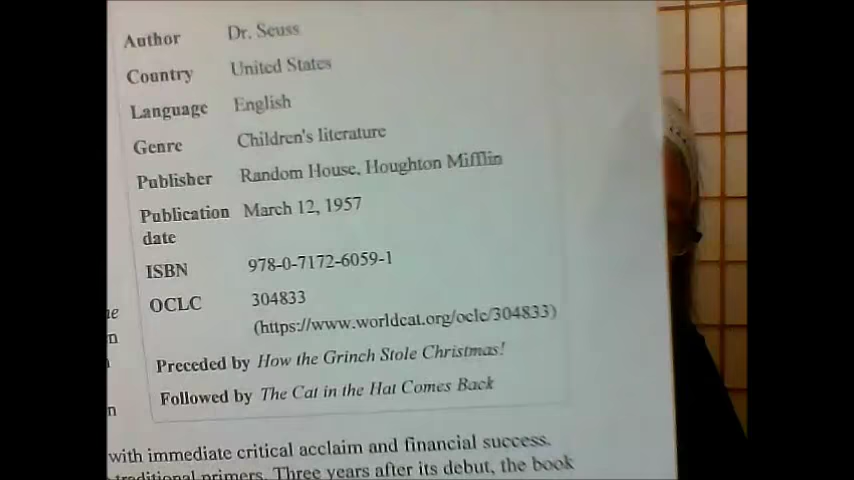 Author Dr. Seuss
Country United States
Language English
Genre Children's literature
Publisher Random House, Houghton Mifflin
Publication March 12, 1957
date
ISBN 978-0-7172-6059-1
OCLC 304833
(https://www.worldcat.org/oclc/304833)
Preceded by How the Grinch Stole Christmas!
Followed by The Cat in the Hat Comes Back
with immediate critical acclaim and financial success.
traditional primers. Three years after its debut, the book